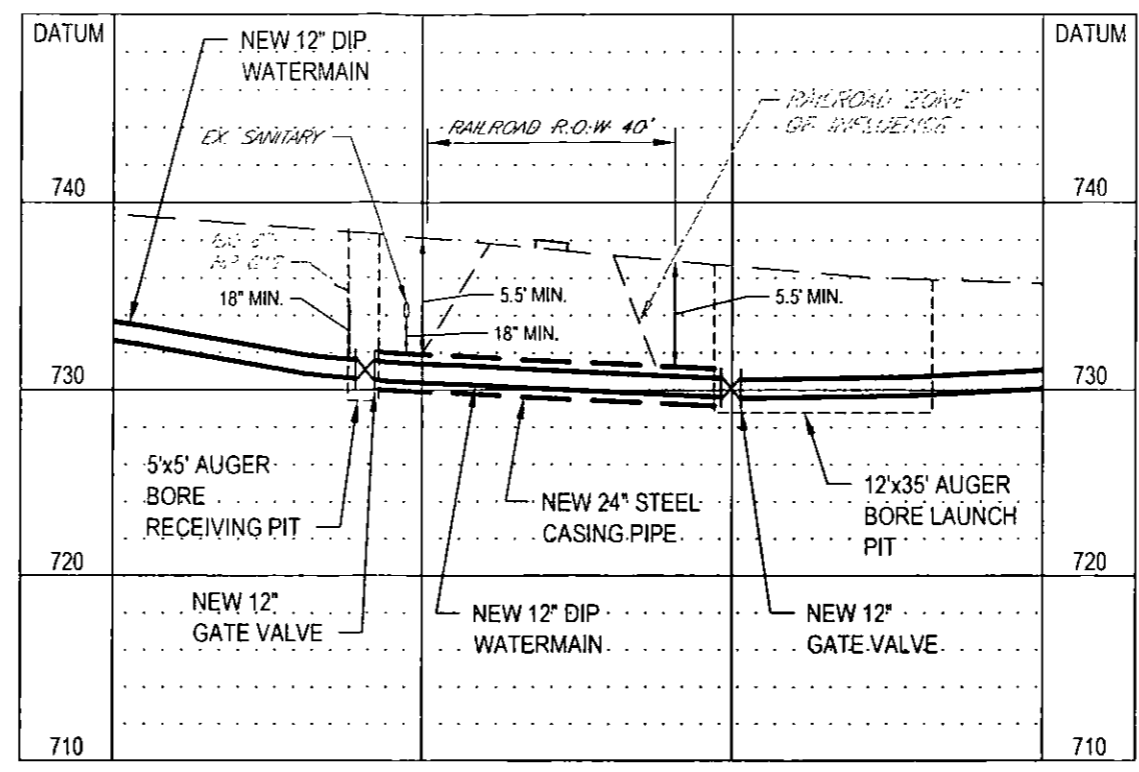 DATUM
DATUM
NEW 12" DIP
WATERMAIN
RAILROAD ZONE
OF INFLUENCE
EX. SANITARY
RAILROAD R.O.W 40'
740
740
18" MIN.
5.5' MIN.
18" MIN.
5.5' MIN.
730
730
5'x5' AUGER
BORE
RECEIVING PIT
NEW 24" STEEL
CASING PIPE
12'x35' AUGER
BORE LAUNCH
PIT
720
720
NEW 12"
GATE VALVE
NEW 12" DIP
WATERMAIN
NEW 12"
GATE VALVE
710
710